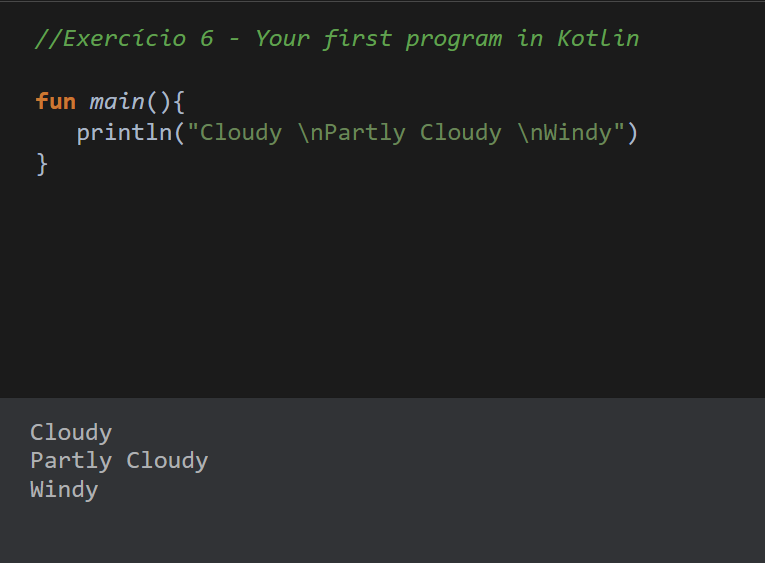 //Exercício 6 - Your first program in Kotlin
fun main(){
   println("Cloudy \nPartly Cloudy \nWindy")
}
Cloudy
Partly Cloudy
Windy